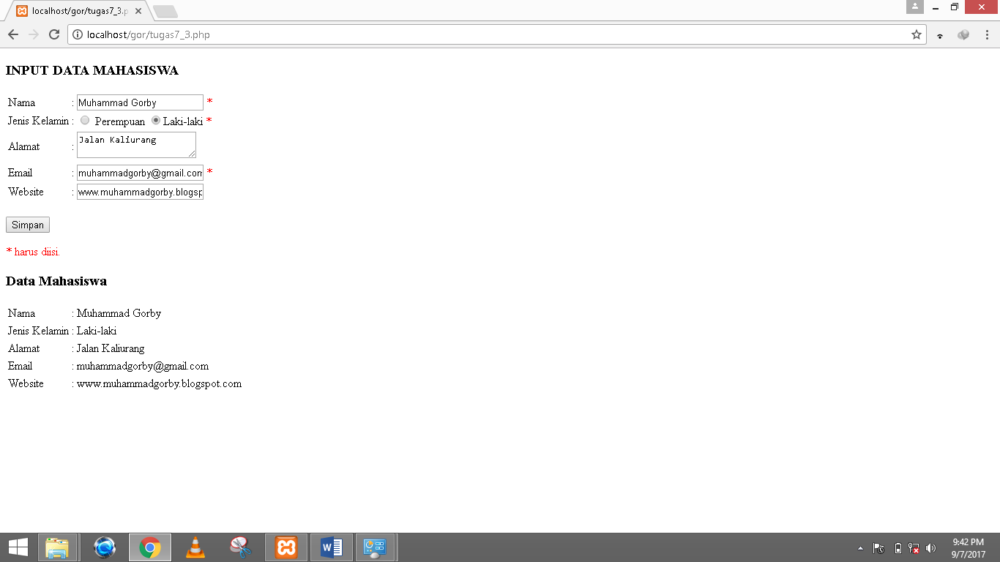 localhost/gor/tugas7_3.p
localhost/gor/tugas7_3.php
INPUT DATA MAHASISWA
Nama : Muhammad Gorby *
Jenis Kelamin : Perempuan Laki-laki *
Alamat : Jalan Kaliurang
Email : muhammadgorby@gmail.com *
Website : www.muhammadgorby.blogsp
Simpan
* harus diisi.
Data Mahasiswa
Nama : Muhammad Gorby
Jenis Kelamin : Laki-laki
Alamat : Jalan Kaliurang
Email : muhammadgorby@gmail.com
Website : www.muhammadgorby.blogspot.com
9:42 PM
9/7/2017